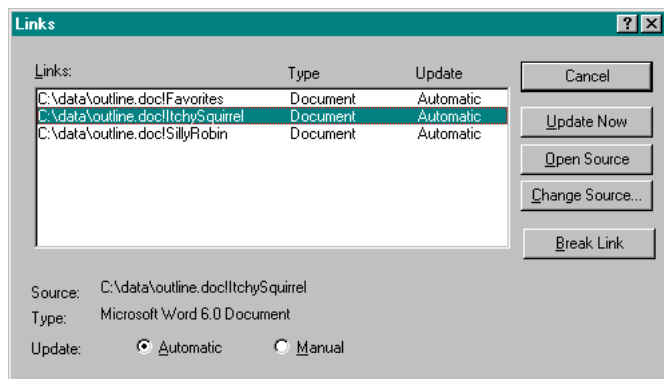 Links
Links: Type Update
C:\data\outline.doc!Favorites Document Automatic
C:\data\outline.doc!ItchySquirrel Document Automatic
C:\data\outline.doc!SillyRobin Document Automatic
Cancel
Update Now
Open Source
Change Source...
Break Link
Source: C:\data\outline.doc!ItchySquirrel
Type: Microsoft Word 6.0 Document
Update: Automatic Manual